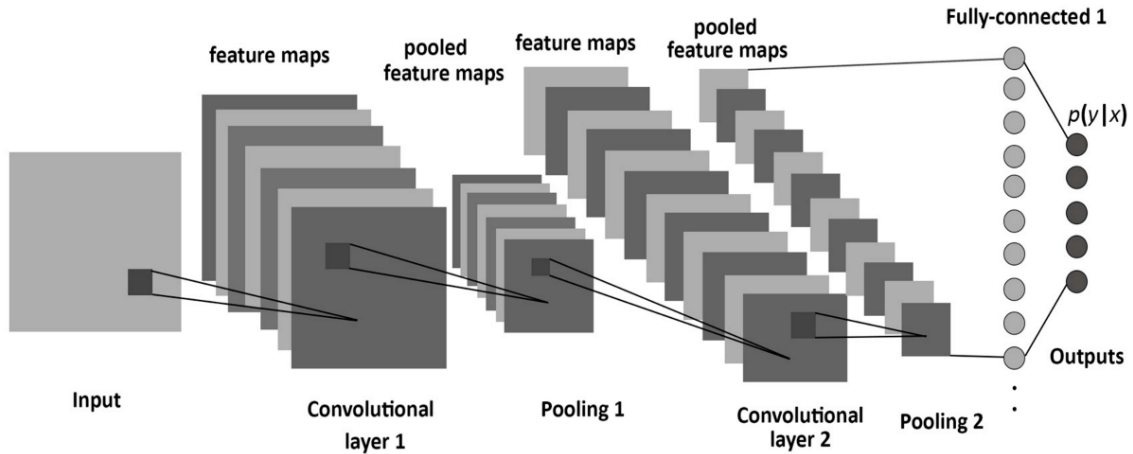 feature maps
pooled
feature maps
feature maps
pooled
feature maps
Fully-connected 1
p(y|x)
Input
Convolutional
layer 1
Pooling 1
Convolutional
layer 2
Pooling 2
Outputs